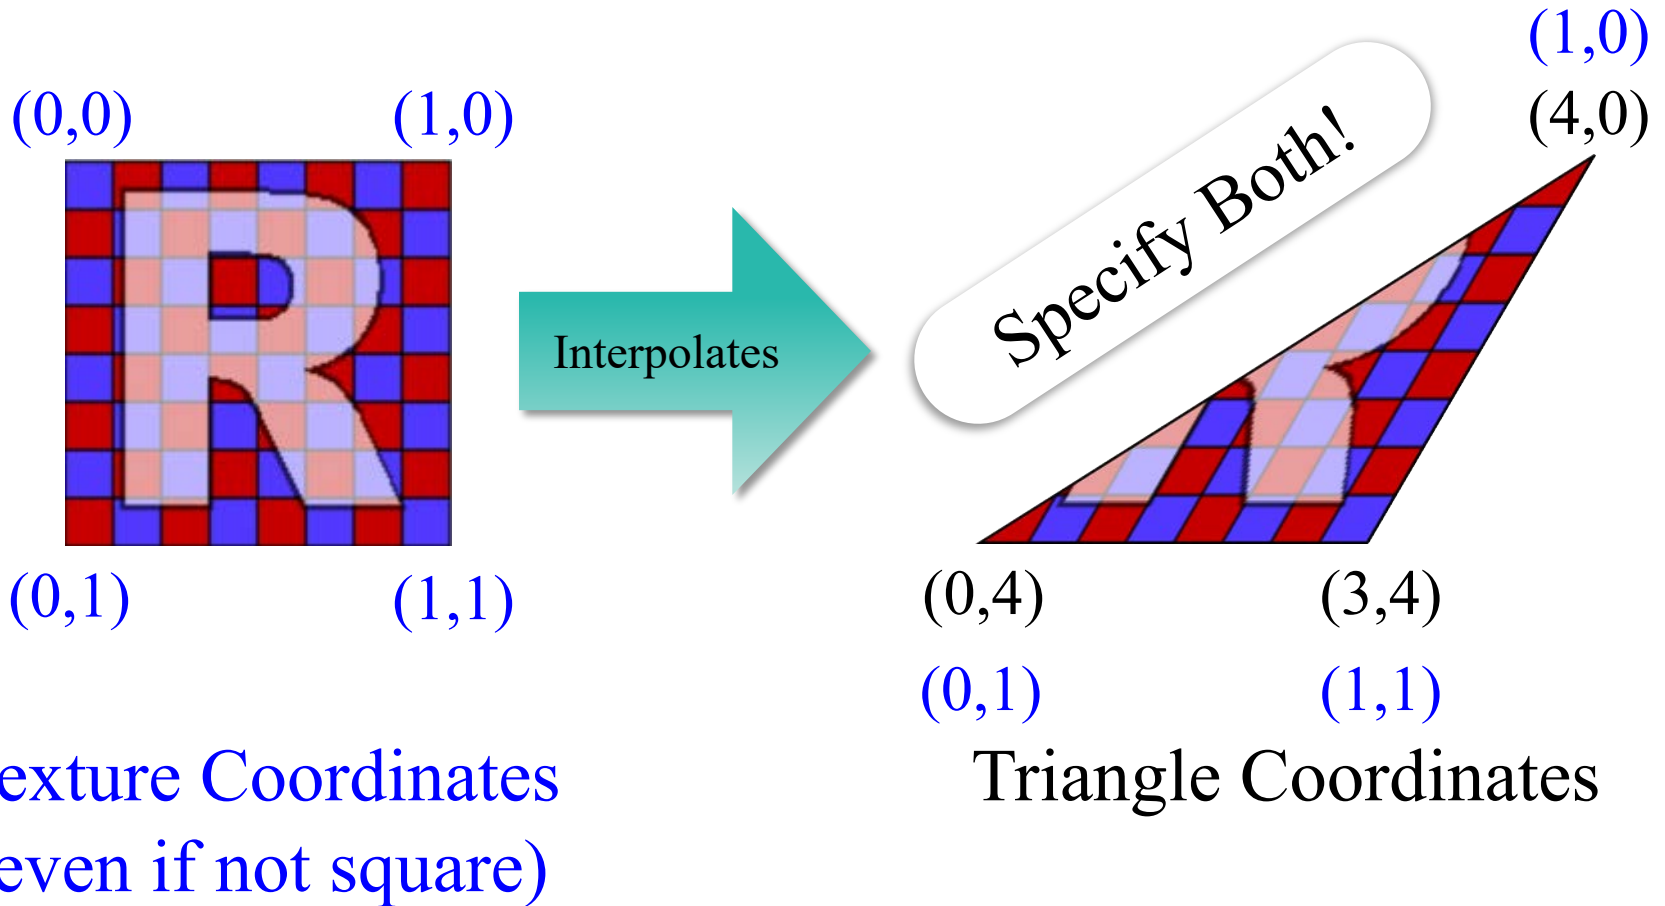 (1,0)
(0,0) (1,0) (4,0)
Specify Both!
R
Interpolates
(0,1) (1,1) (0,4) (3,4)
(0,1) (1,1)
exture Coordinates Triangle Coordinates
even if not square)